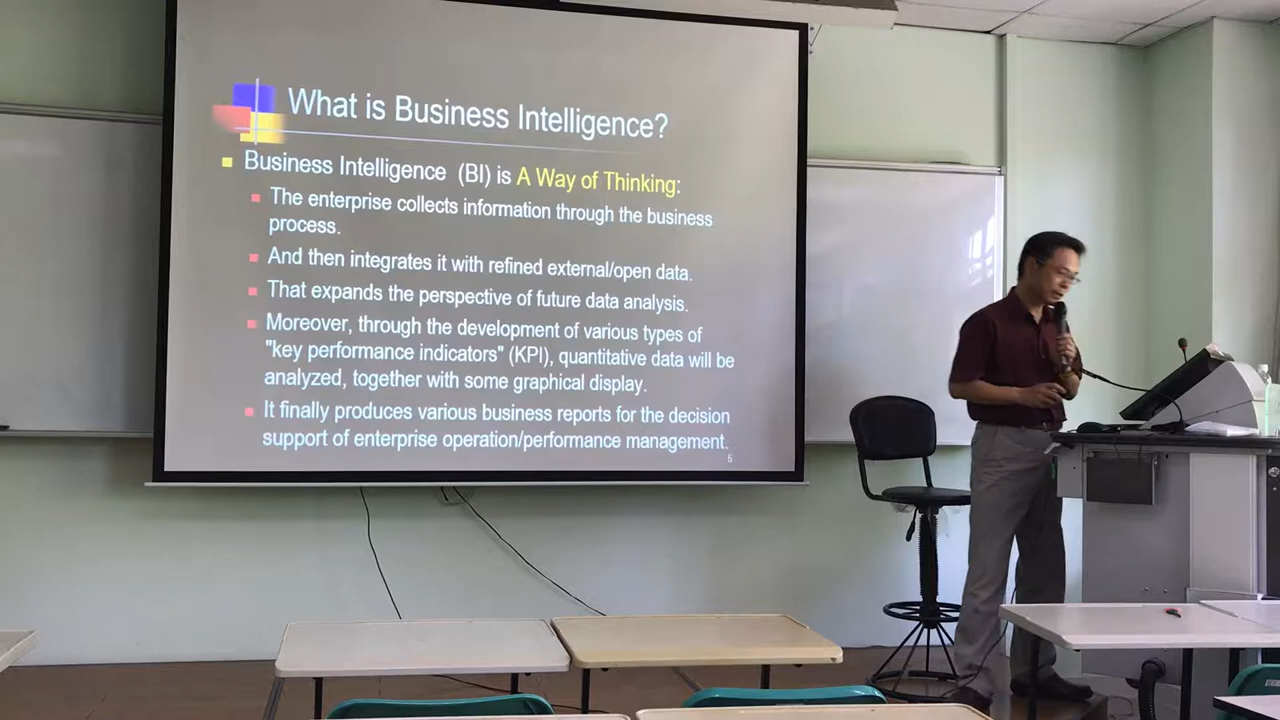 What is Business Intelligence?
Business Intelligence (BI) is A Way of Thinking:
The enterprise collects information through the business
process.
And then integrates it with refined external/open data.
That expands the perspective of future data analysis.
Moreover, through the development of various types of
"key performance indicators" (KPI), quantitative data will be
analyzed, together with some graphical display.
It finally produces various business reports for the decision
support of enterprise operation/performance management.
5